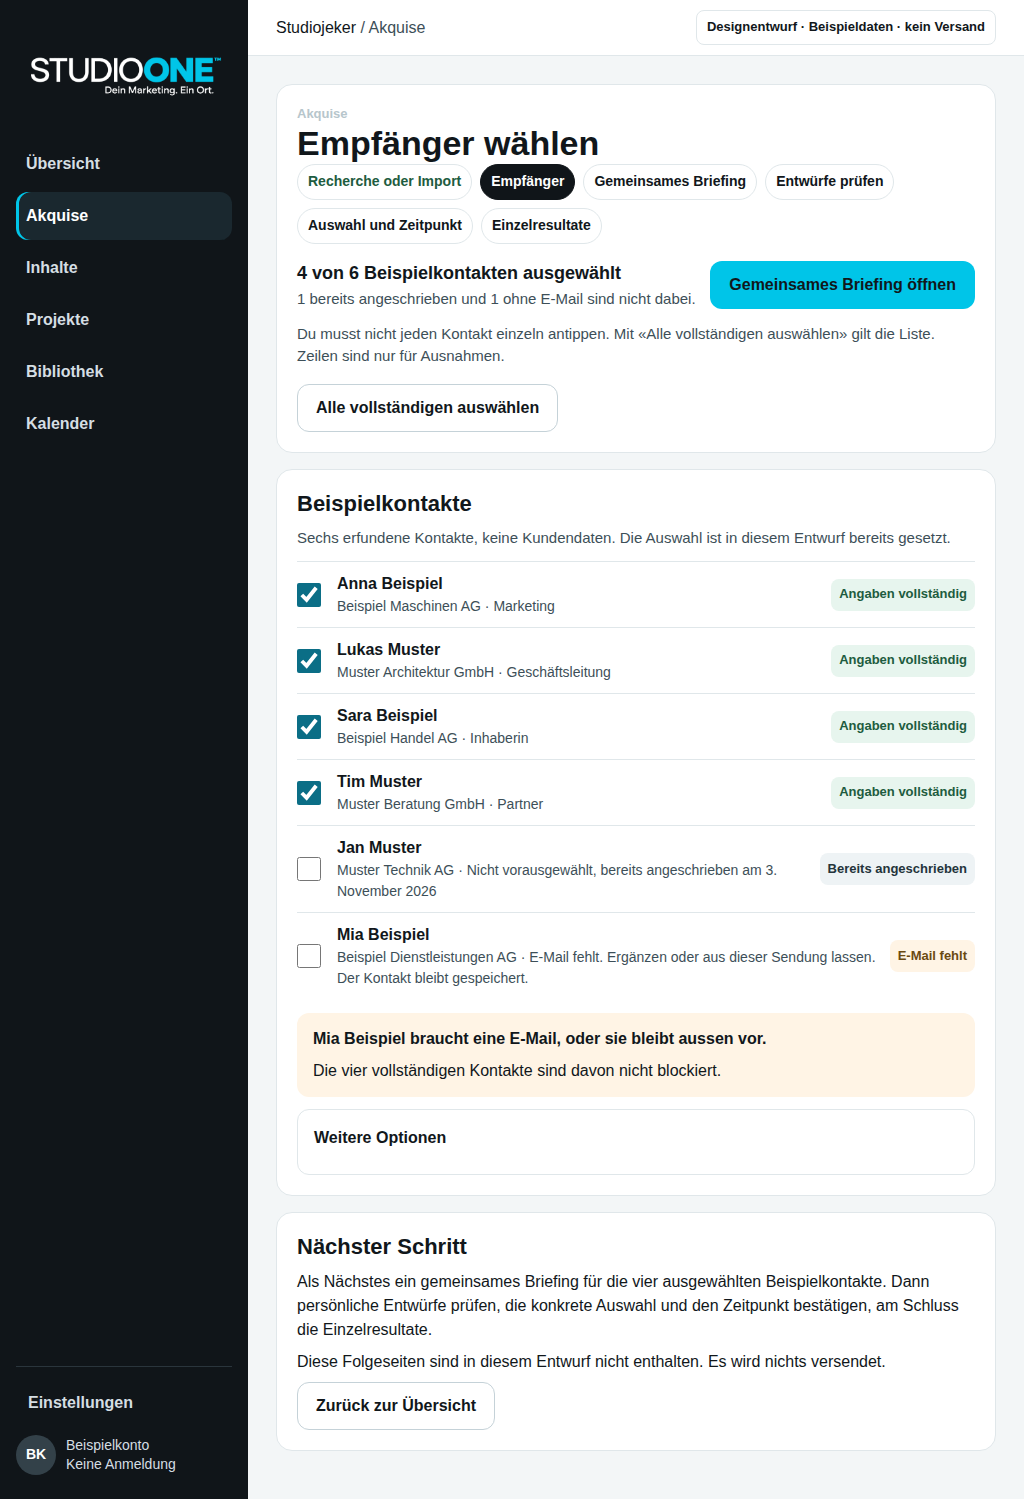 STUDIOONE™
Dein Marketing. Ein Ort.
Übersicht
Akquise
Inhalte
Projekte
Bibliothek
Kalender
Einstellungen
BK
Beispielkonto
Keine Anmeldung
Studiojeker / Akquise
Designentwurf · Beispieldaten · kein Versand
Akquise
Empfänger wählen
Recherche oder Import
Empfänger
Gemeinsames Briefing
Entwürfe prüfen
Auswahl und Zeitpunkt
Einzelresultate
4 von 6 Beispielkontakten ausgewählt
1 bereits angeschrieben und 1 ohne E-Mail sind nicht dabei.
Gemeinsames Briefing öffnen
Du musst nicht jeden Kontakt einzeln antippen. Mit «Alle vollständigen auswählen» gilt die Liste.
Zeilen sind nur für Ausnahmen.
Alle vollständigen auswählen
Beispielkontakte
Sechs erfundene Kontakte, keine Kundendaten. Die Auswahl ist in diesem Entwurf bereits gesetzt.
Anna Beispiel
Beispiel Maschinen AG · Marketing
Angaben vollständig
Lukas Muster
Muster Architektur GmbH · Geschäftsleitung
Angaben vollständig
Sara Beispiel
Beispiel Handel AG · Inhaberin
Angaben vollständig
Tim Muster
Muster Beratung GmbH · Partner
Angaben vollständig
Jan Muster
Muster Technik AG · Nicht vorausgewählt, bereits angeschrieben am 3.
November 2026
Bereits angeschrieben
Mia Beispiel
Beispiel Dienstleistungen AG · E-Mail fehlt. Ergänzen oder aus dieser Sendung lassen.
Der Kontakt bleibt gespeichert.
E-Mail fehlt
Mia Beispiel braucht eine E-Mail, oder sie bleibt aussen vor.
Die vier vollständigen Kontakte sind davon nicht blockiert.
Weitere Optionen
Nächster Schritt
Als Nächstes ein gemeinsames Briefing für die vier ausgewählten Beispielkontakte. Dann
persönliche Entwürfe prüfen, die konkrete Auswahl und den Zeitpunkt bestätigen, am Schluss
die Einzelresultate.
Diese Folgeseiten sind in diesem Entwurf nicht enthalten. Es wird nichts versendet.
Zurück zur Übersicht